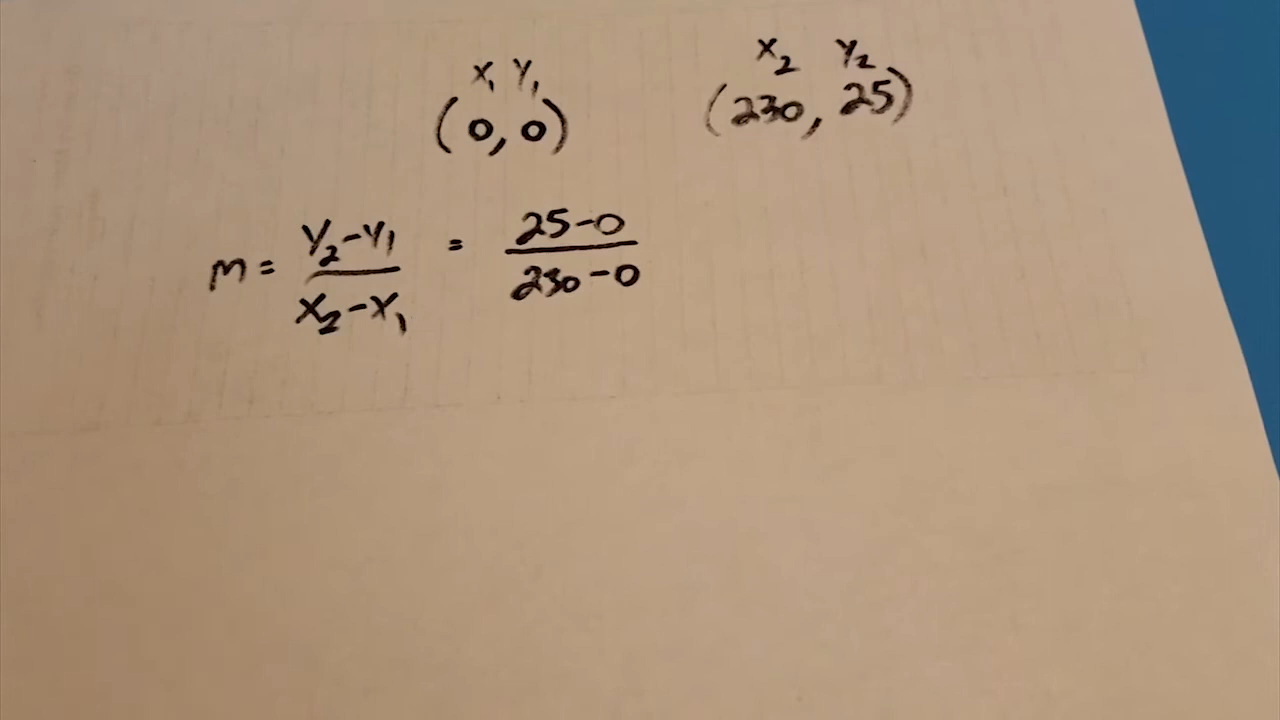 x₁ y₁ x₂ y₂
(0,0) (230, 25)
m = y₂-y₁ / x₂-x₁ = 25-0 / 230-0